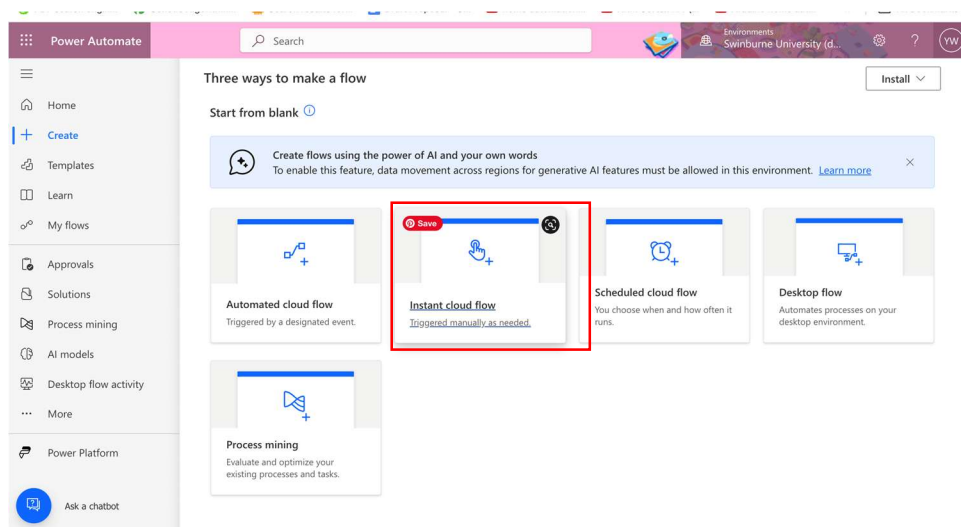 Power Automate
Search
Environments
Swinburne University (d...
YW
Home
Create
Templates
Learn
My flows
Approvals
Solutions
Process mining
AI models
Desktop flow activity
More
Power Platform
Ask a chatbot
Three ways to make a flow
Install
Start from blank
Create flows using the power of AI and your own words
To enable this feature, data movement across regions for generative AI features must be allowed in this environment. Learn more
Automated cloud flow
Triggered by a designated event.
Save
Instant cloud flow
Triggered manually as needed.
Scheduled cloud flow
You choose when and how often it
runs.
Desktop flow
Automates processes on your
desktop environment.
Process mining
Evaluate and optimize your
existing processes and tasks.